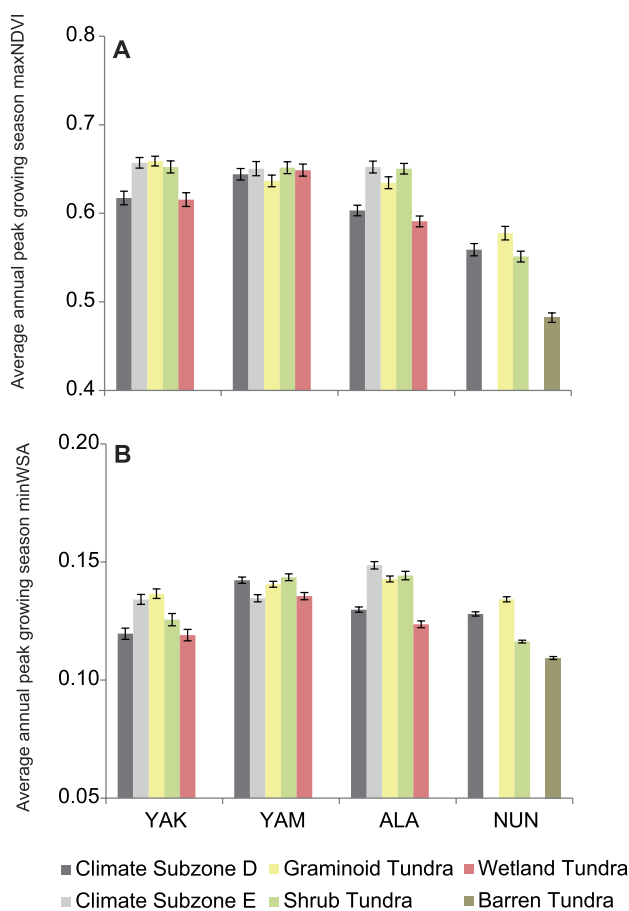 Average annual peak growing season maxNDVI
A
0.8
0.7
0.6
0.5
0.4
Average annual peak growing season minWSA
B
0.20
0.15
0.10
0.05
YAK YAM ALA NUN
Climate Subzone D Graminoid Tundra Wetland Tundra
Climate Subzone E Shrub Tundra Barren Tundra